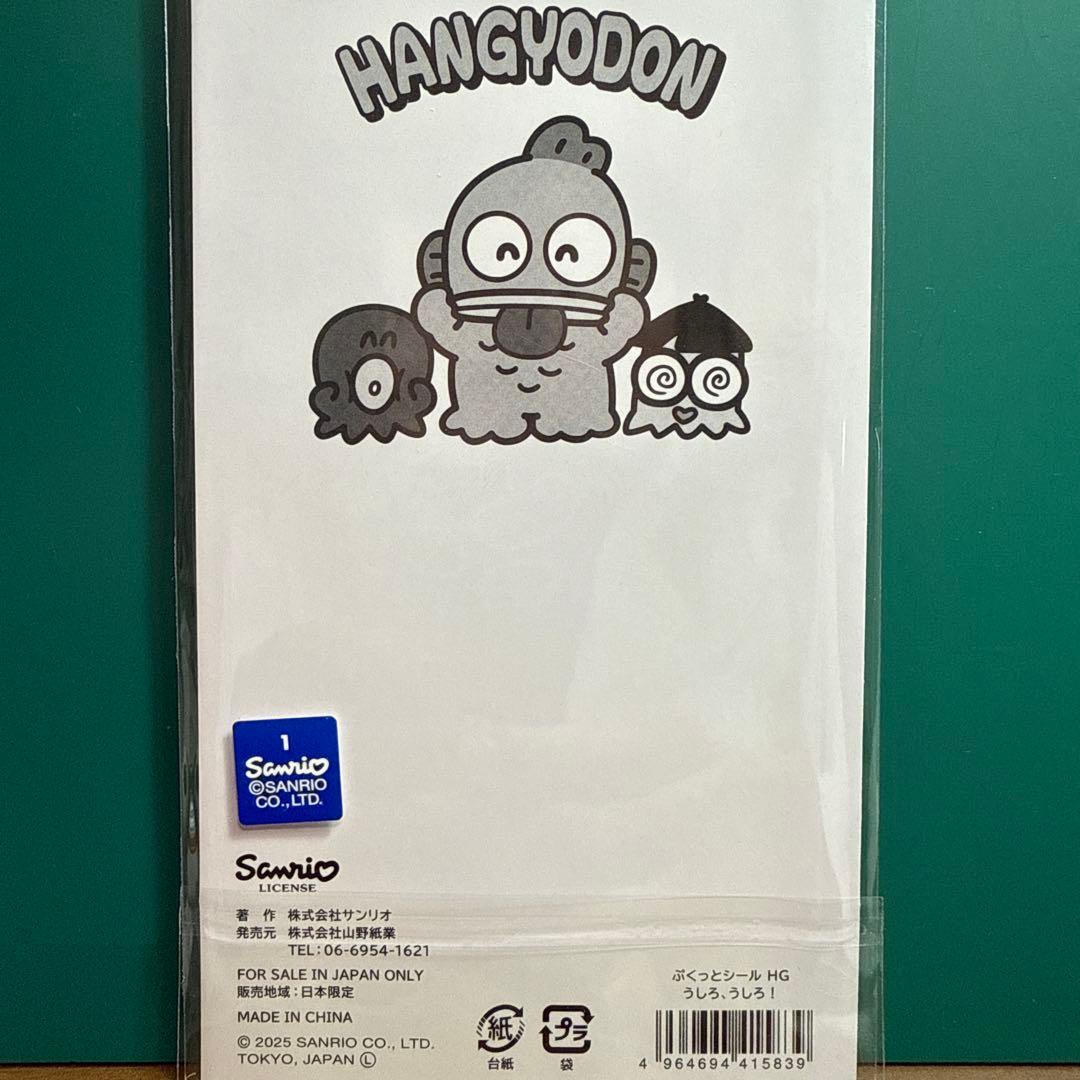 HANGYODON
1
Sanrio
©SANRIO
CO., LTD.
Sanrio
LICENSE
著 作 株式会社サンリオ
発売元 株式会社山野紙業
TEL:06-6954-1621
FOR SALE IN JAPAN ONLY
販売地域:日本限定
MADE IN CHINA
© 2025 SANRIO CO., LTD.
TOKYO, JAPAN Ⓛ
紙
台紙
プラ
袋
ぷくっとシール HG
うしろ、うしろ!
4 964694 415839